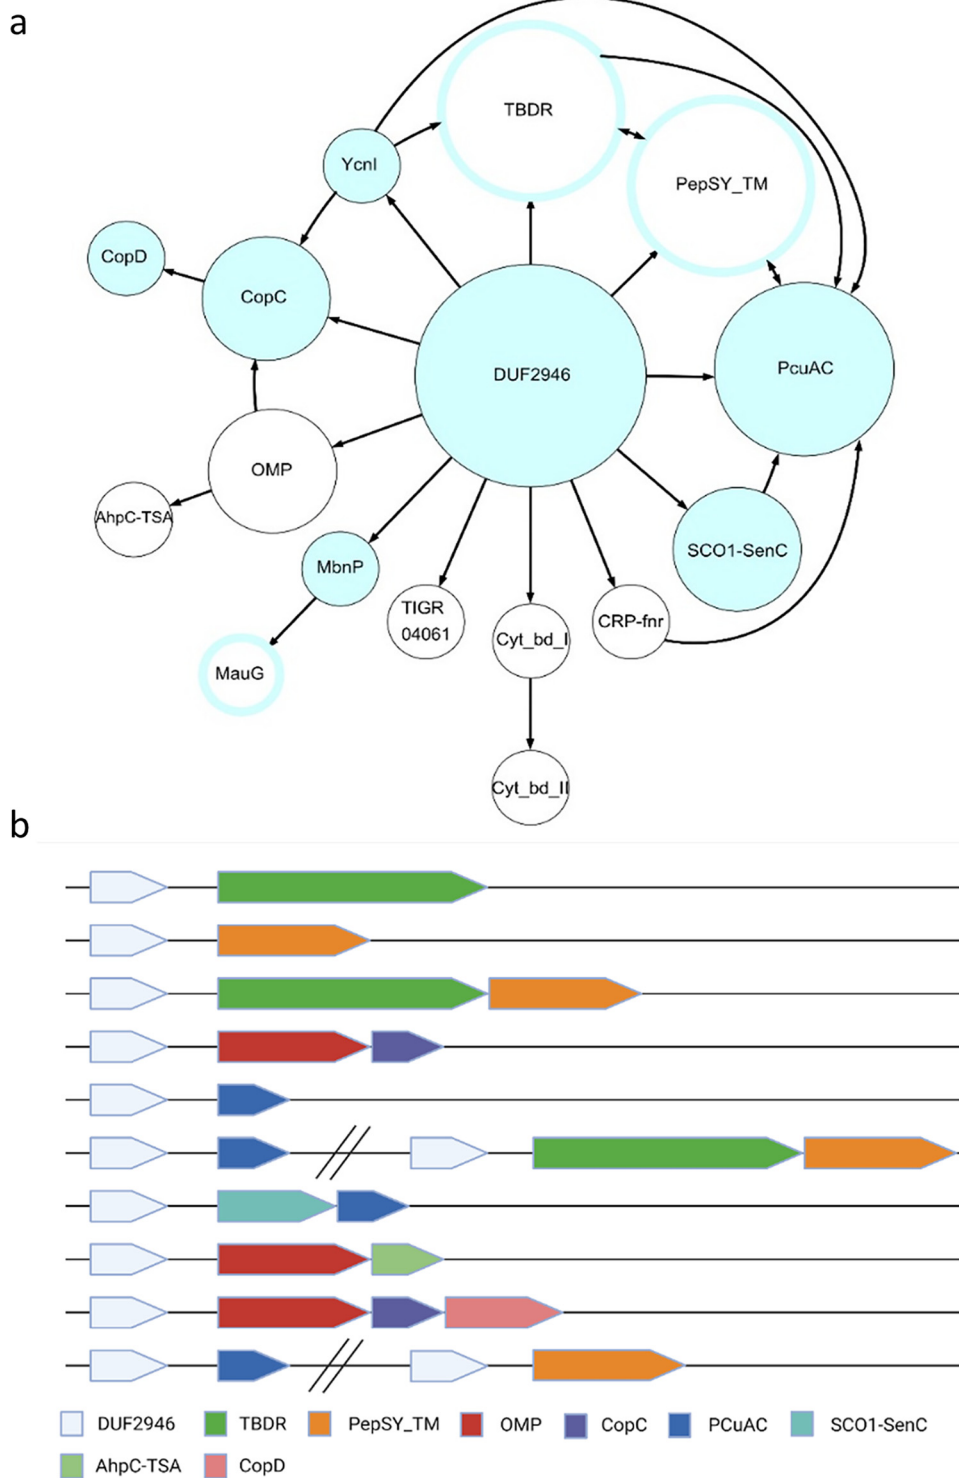 a
TBDR
YcnI
PepSY_TM
CopD
CopC
DUF2946
PcuAC
OMP
AhpC-TSA
SCO1-SenC
MbnP
TIGR
04061
CRP-fnr
Cyt_bd_I
MauG
Cyt_bd_II
b
DUF2946 TBDR PepSY_TM OMP CopC PCuAC SCO1-SenC
AhpC-TSA CopD